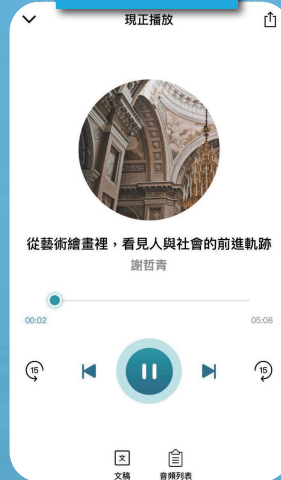 現正播放
從藝術繪畫裡，看見人與社會的前進軌跡
謝哲青
00:02
05:08
15
15
文
文稿
音頻列表